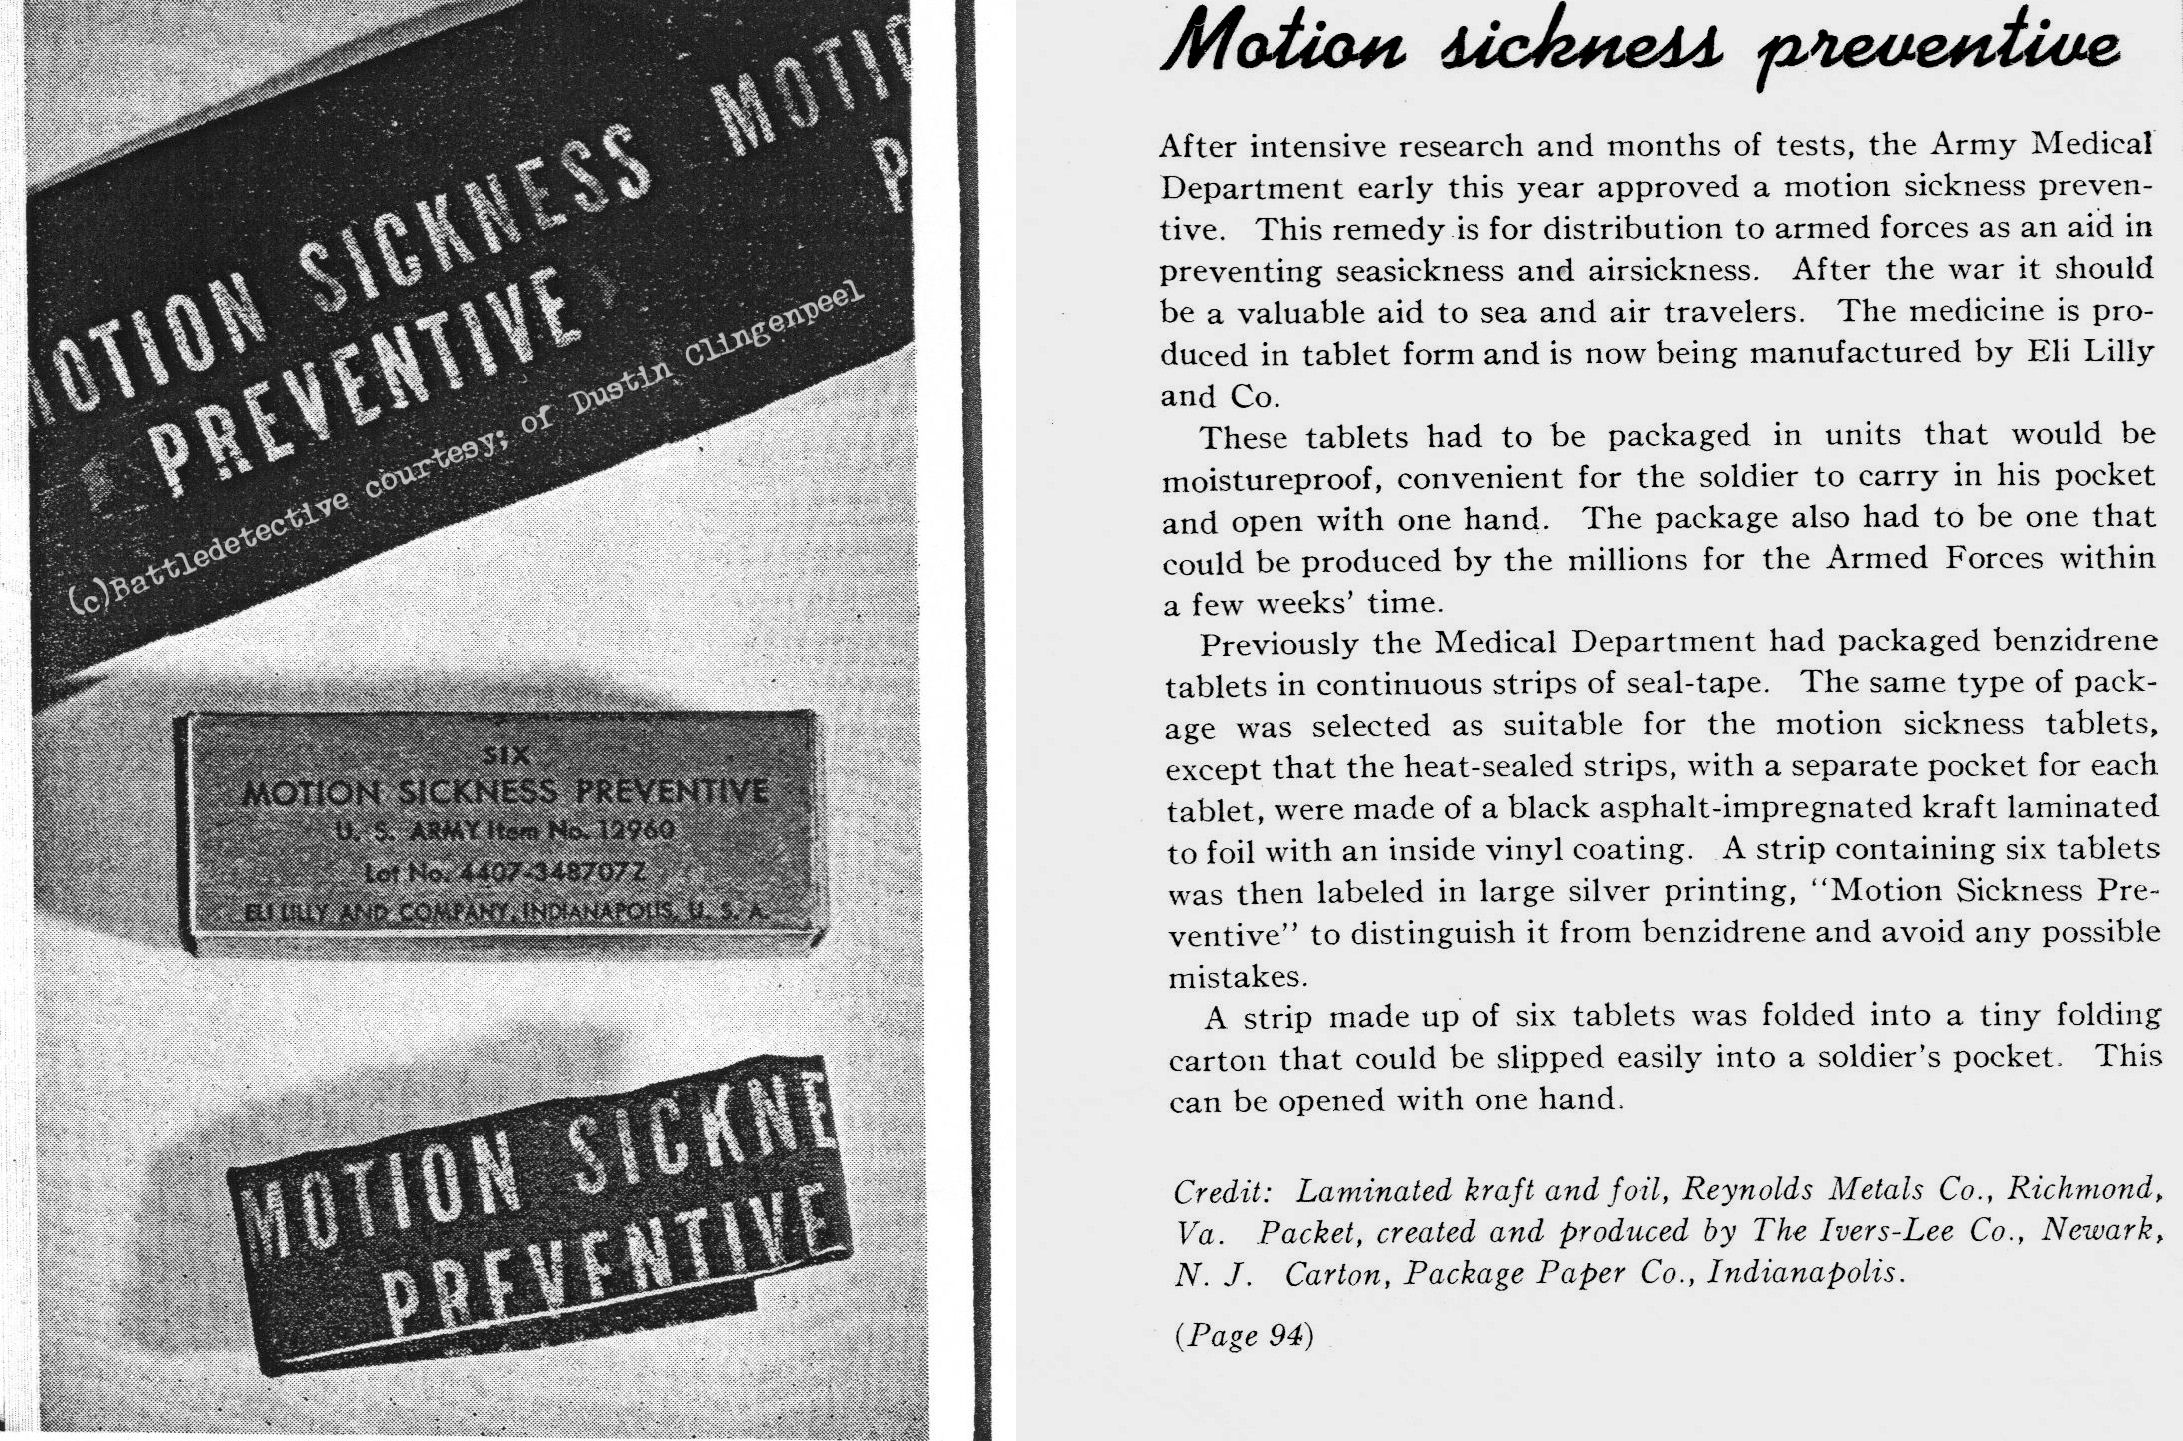 MOTION SICKNESS MOTIO
PREVENTIVE P
(c)Battledetective courtesy; of Dustin Clingenpeel
SIX
MOTION SICKNESS PREVENTIVE
U. S. ARMY Item No. 12960
Lot No. 4407-348707Z
ELI LILLY AND COMPANY, INDIANAPOLIS, U. S. A.
MOTION SICKNE
PREVENTIVE
Motion sickness preventive
After intensive research and months of tests, the Army Medical
Department early this year approved a motion sickness preven-
tive. This remedy is for distribution to armed forces as an aid in
preventing seasickness and airsickness. After the war it should
be a valuable aid to sea and air travelers. The medicine is pro-
duced in tablet form and is now being manufactured by Eli Lilly
and Co.
These tablets had to be packaged in units that would be
moistureproof, convenient for the soldier to carry in his pocket
and open with one hand. The package also had to be one that
could be produced by the millions for the Armed Forces within
a few weeks' time.
Previously the Medical Department had packaged benzidrene
tablets in continuous strips of seal-tape. The same type of pack-
age was selected as suitable for the motion sickness tablets,
except that the heat-sealed strips, with a separate pocket for each
tablet, were made of a black asphalt-impregnated kraft laminated
to foil with an inside vinyl coating. A strip containing six tablets
was then labeled in large silver printing, "Motion Sickness Pre-
ventive" to distinguish it from benzidrene and avoid any possible
mistakes.
A strip made up of six tablets was folded into a tiny folding
carton that could be slipped easily into a soldier's pocket. This
can be opened with one hand.
Credit: Laminated kraft and foil, Reynolds Metals Co., Richmond,
Va. Packet, created and produced by The Ivers-Lee Co., Newark,
N. J. Carton, Package Paper Co., Indianapolis.
(Page 94)